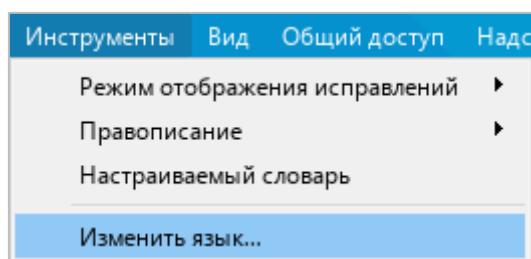 Инструменты Вид Общий доступ
Режим отображения исправлений
Правописание
Настраиваемый словарь
Изменить язык...